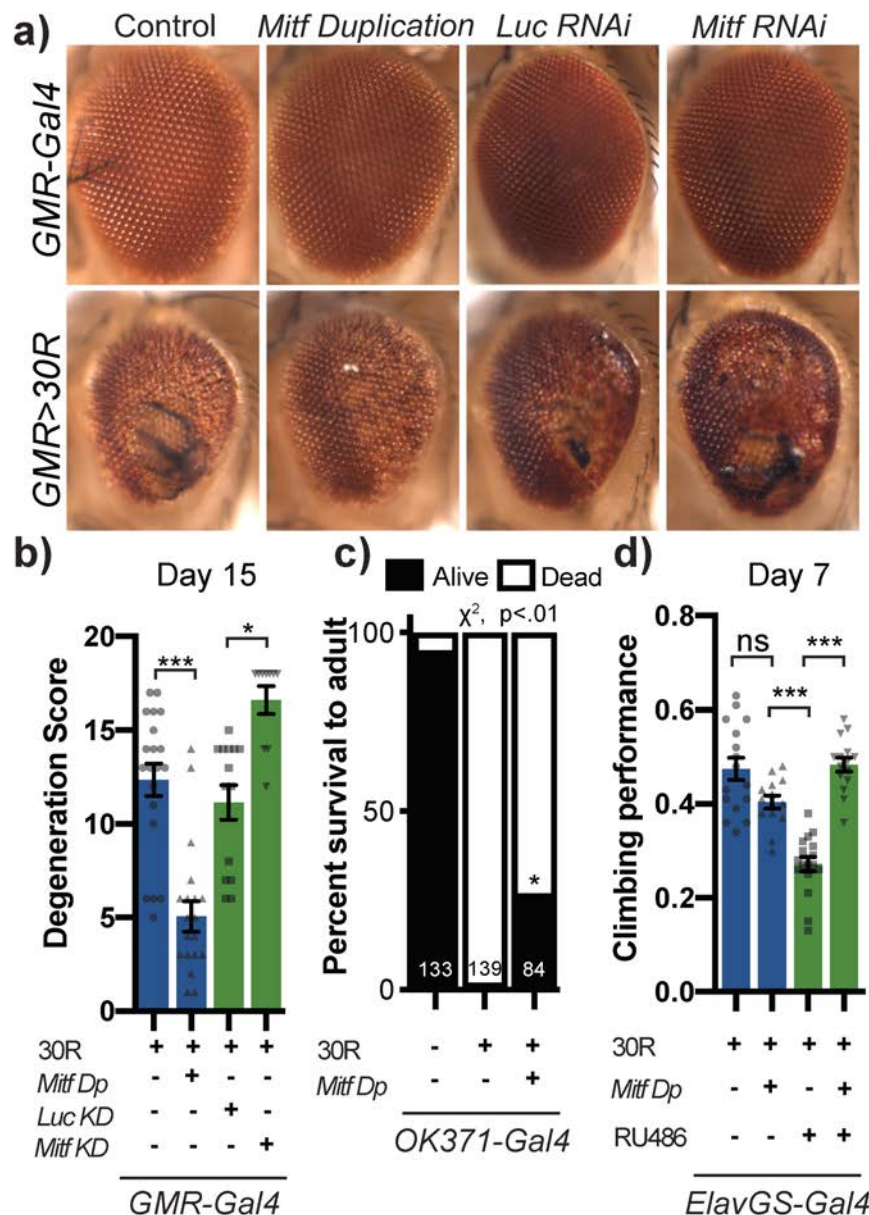 a)
Control Mitf Duplication Luc RNAi Mitf RNAi
GMR-Gal4
GMR>30R
b) Day 15
*** *
Degeneration Score
20
15
10
5
0
30R + + + +
Mitf Dp - + - -
Luc KD - - + -
Mitf KD - - - +
GMR-Gal4
c) Alive Dead
χ², p<.01
Percent survival to adult
100
50
0
*
133 139 84
30R - + +
Mitf Dp - - +
OK371-Gal4
d) Day 7
ns *** ***
Climbing performance
0.8
0.6
0.4
0.2
0.0
30R + + + +
Mitf Dp - + - +
RU486 - - + +
ElavGS-Gal4